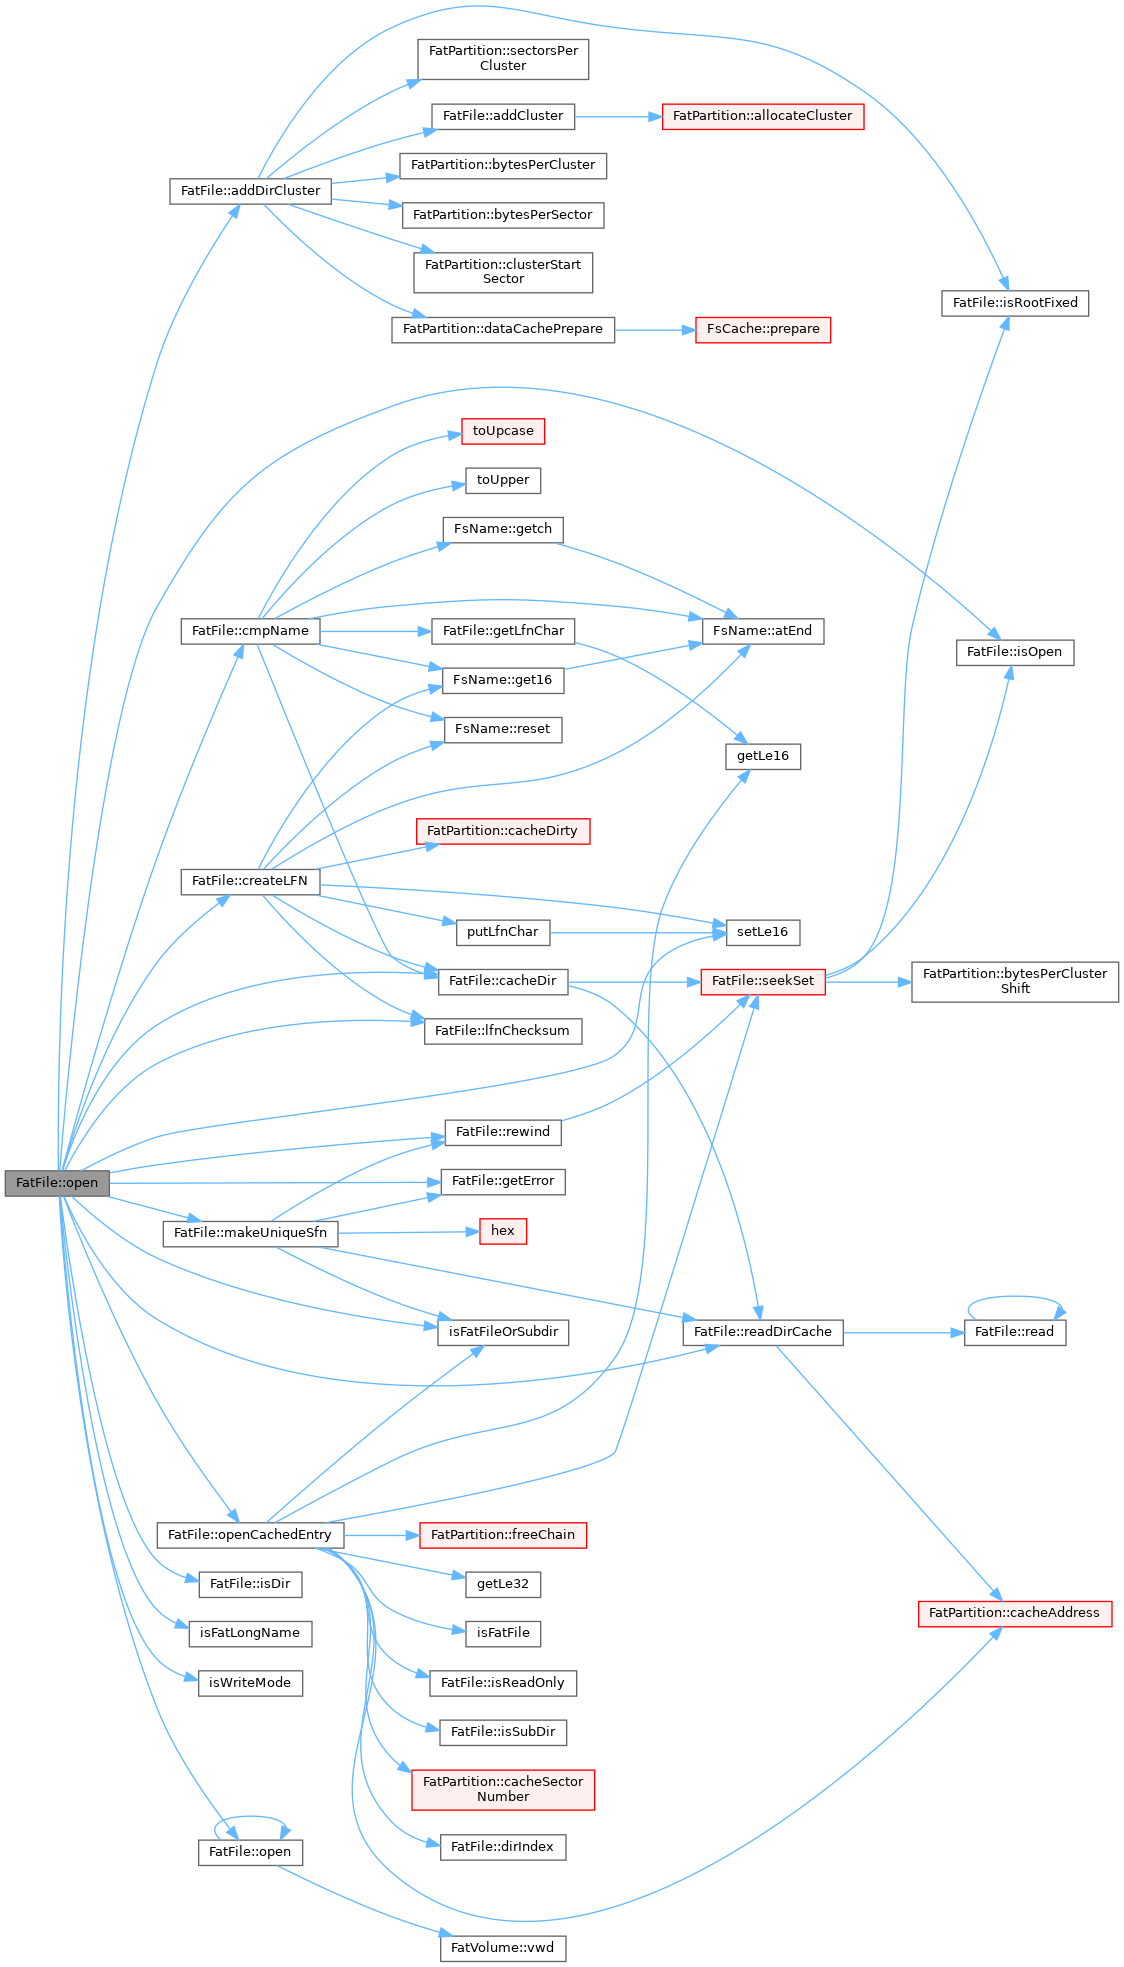 FatPartition::sectorsPer
Cluster
FatFile::addCluster
FatPartition::allocateCluster
FatPartition::bytesPerCluster
FatFile::addDirCluster
FatPartition::bytesPerSector
FatPartition::clusterStart
Sector
FatFile::isRootFixed
FatPartition::dataCachePrepare
FsCache::prepare
toUpcase
toUpper
FsName::getch
FatFile::cmpName
FatFile::getLfnChar
FsName::atEnd
FatFile::isOpen
FsName::get16
FsName::reset
getLe16
FatPartition::cacheDirty
FatFile::createLFN
putLfnChar
setLe16
FatFile::cacheDir
FatFile::seekSet
FatPartition::bytesPerCluster
Shift
FatFile::lfnChecksum
FatFile::rewind
FatFile::open
FatFile::getError
FatFile::makeUniqueSfn
hex
isFatFileOrSubdir
FatFile::readDirCache
FatFile::read
FatFile::openCachedEntry
FatPartition::freeChain
FatFile::isDir
getLe32
FatPartition::cacheAddress
isFatLongName
isFatFile
isWriteMode
FatFile::isReadOnly
FatFile::isSubDir
FatPartition::cacheSector
Number
FatFile::open
FatFile::dirIndex
FatVolume::vwd